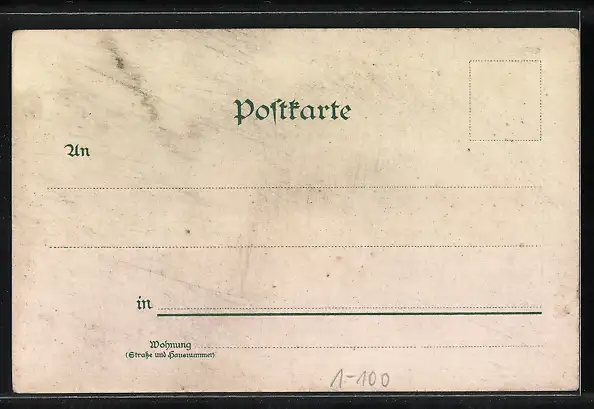 Postkarte
An
in
Wohnung
(Straße und Hausnummer)
1-100